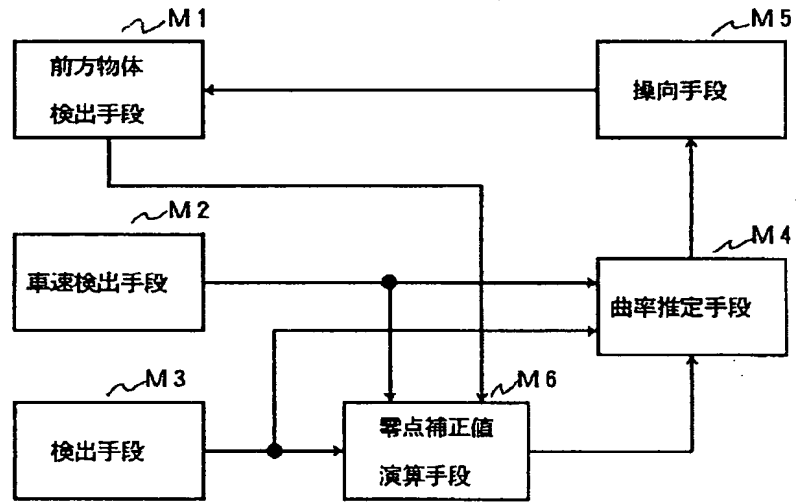 M1
前方物体
検出手段
M5
操向手段
M2
車速検出手段
M4
曲率推定手段
M3
検出手段
M6
零点補正値
演算手段